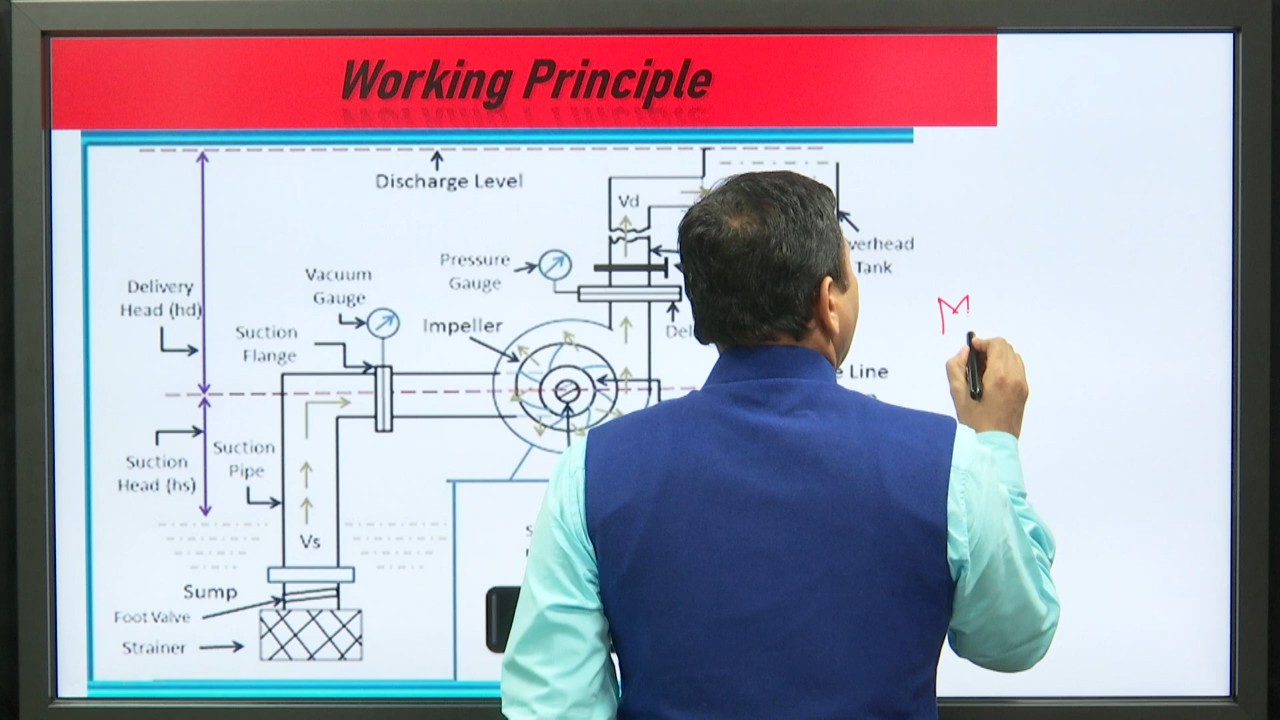 Working Principle
Discharge Level
Vd
Pressure
Gauge
Vacuum
Gauge
Tank
Delivery
Head (hd)
Suction
Flange
Impeller
M
Line
Suction
Head (hs)
Suction
Pipe
Vs
Sump
Foot Valve
Strainer